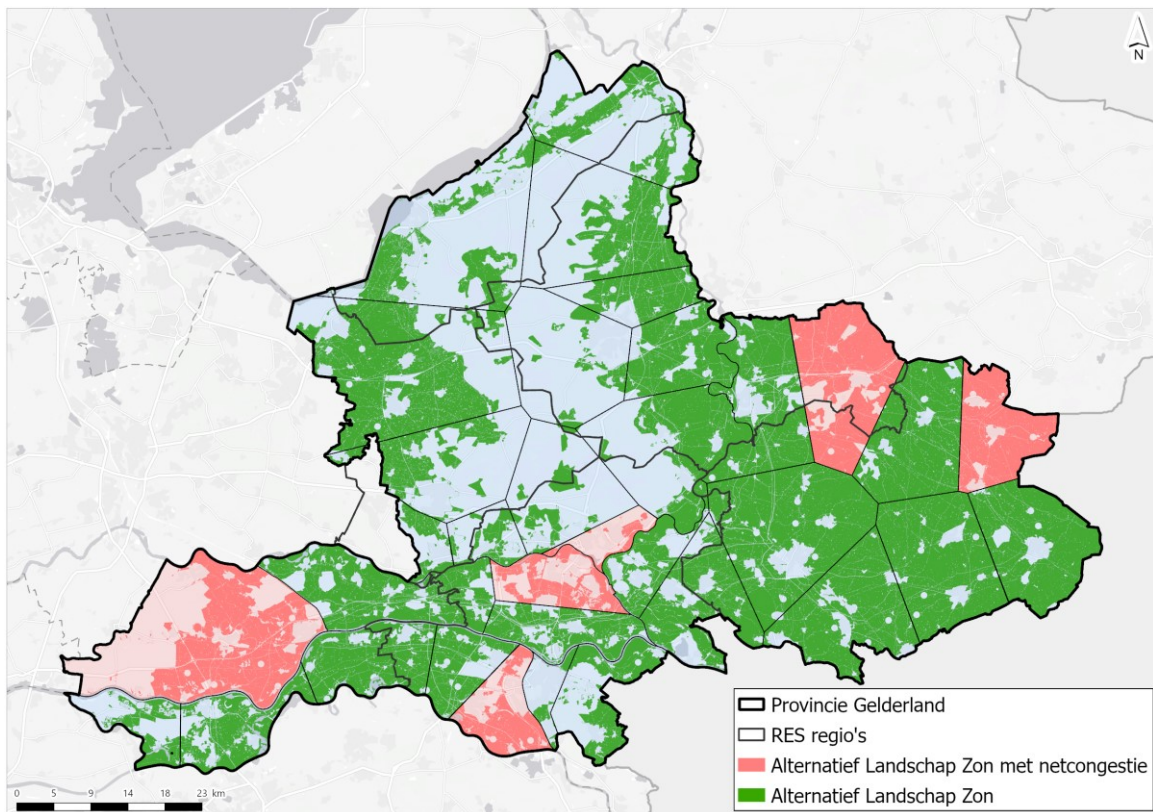 N
Provincie Gelderland
RES regio's
Alternatief Landschap Zon met netcongestie
Alternatief Landschap Zon
0 5 9 14 18 23 km